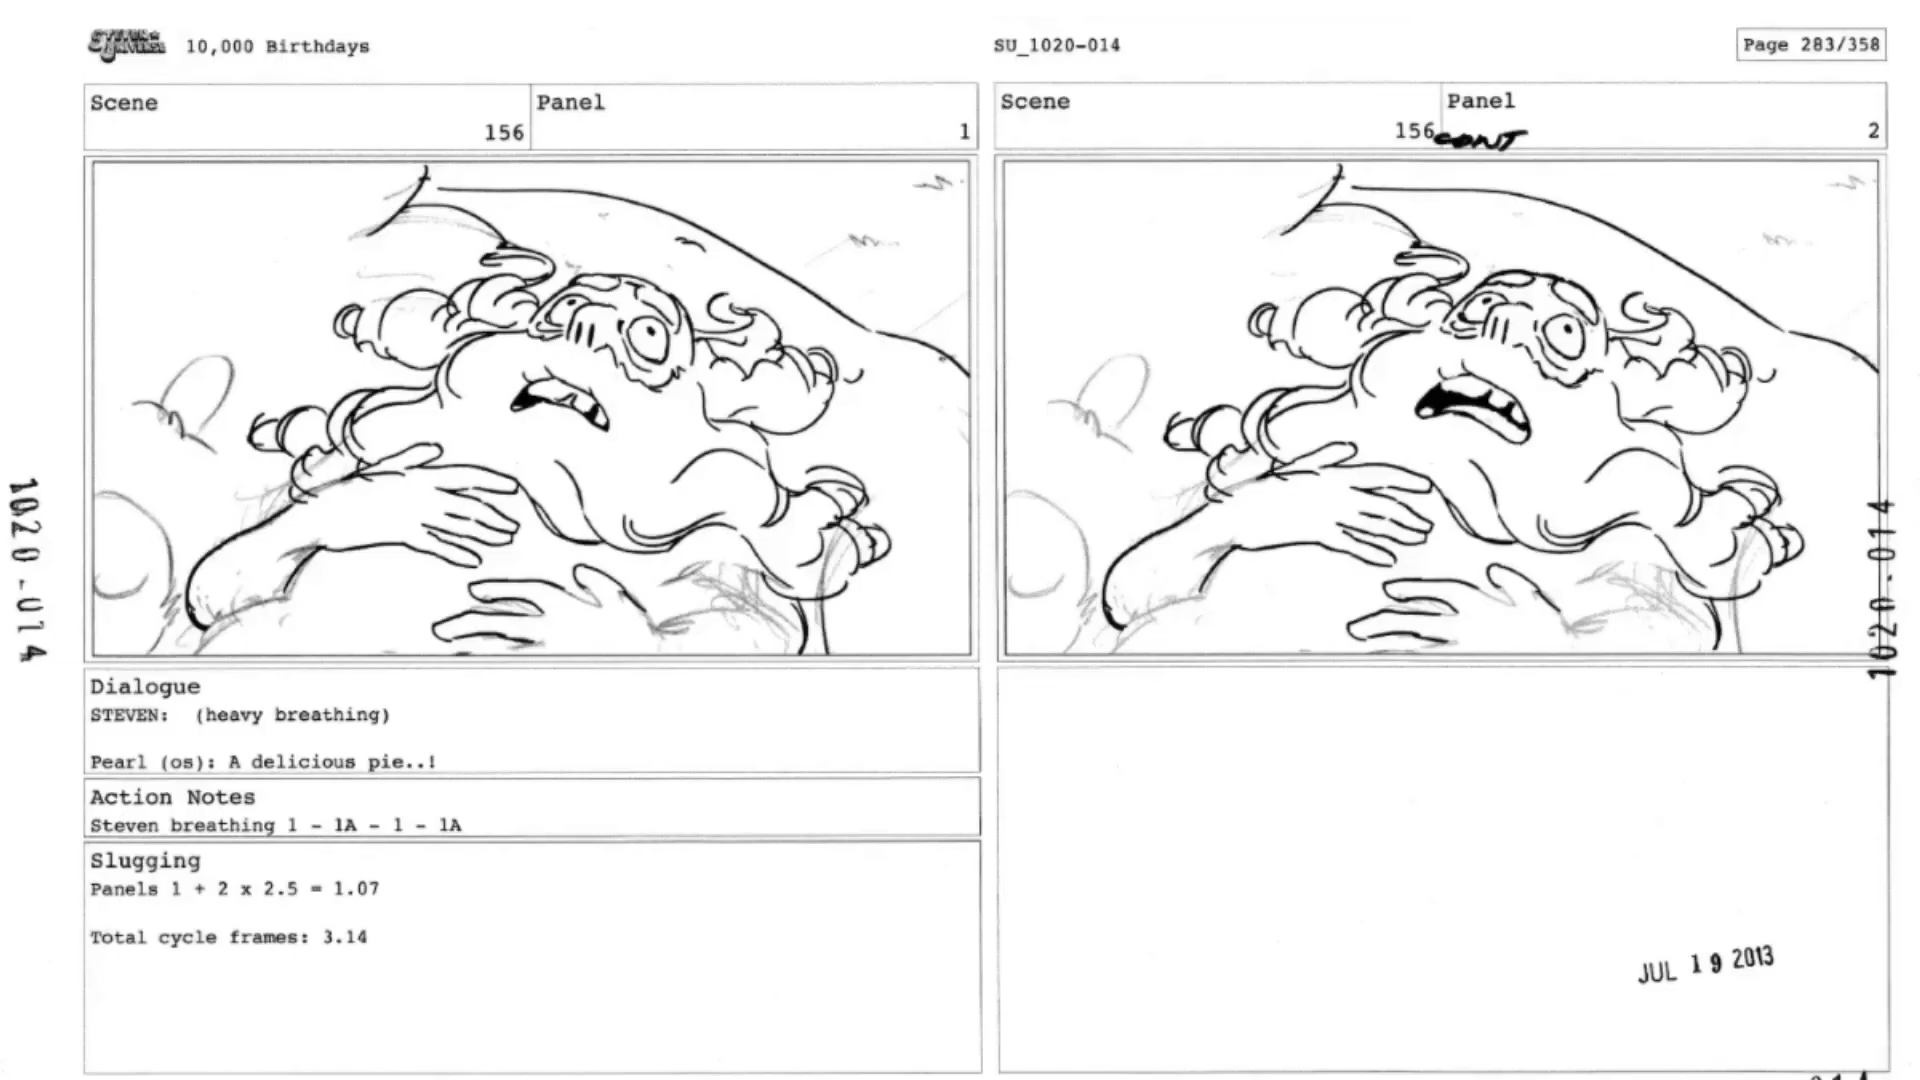 STEVEN UNIVERSE 10,000 Birthdays
SU_1020-014
Page 283/358
Scene
156
Panel
1
Scene
156 CONT
Panel
2
1020-014
1020-014
Dialogue
STEVEN: (heavy breathing)
Pearl (os): A delicious pie..!
Action Notes
Steven breathing 1 - 1A - 1 - 1A
Slugging
Panels 1 + 2 x 2.5 = 1.07
Total cycle frames: 3.14
JUL 19 2013